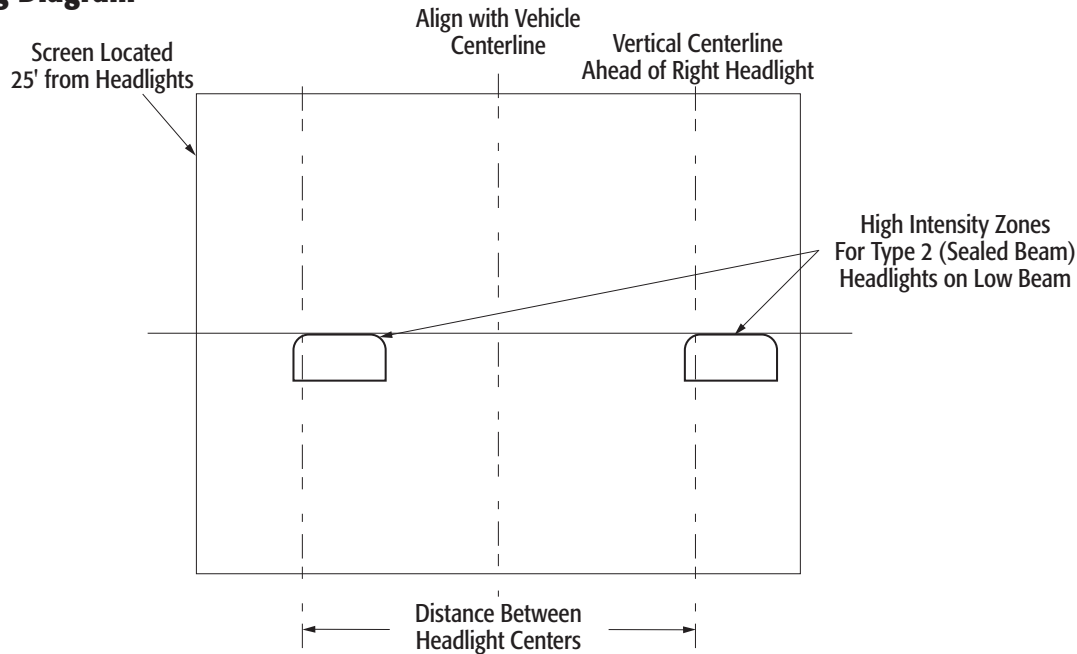 Diagram
Align with Vehicle
Centerline
Screen Located
25' from Headlights
Vertical Centerline
Ahead of Right Headlight
High Intensity Zones
For Type 2 (Sealed Beam)
Headlights on Low Beam
Distance Between
Headlight Centers